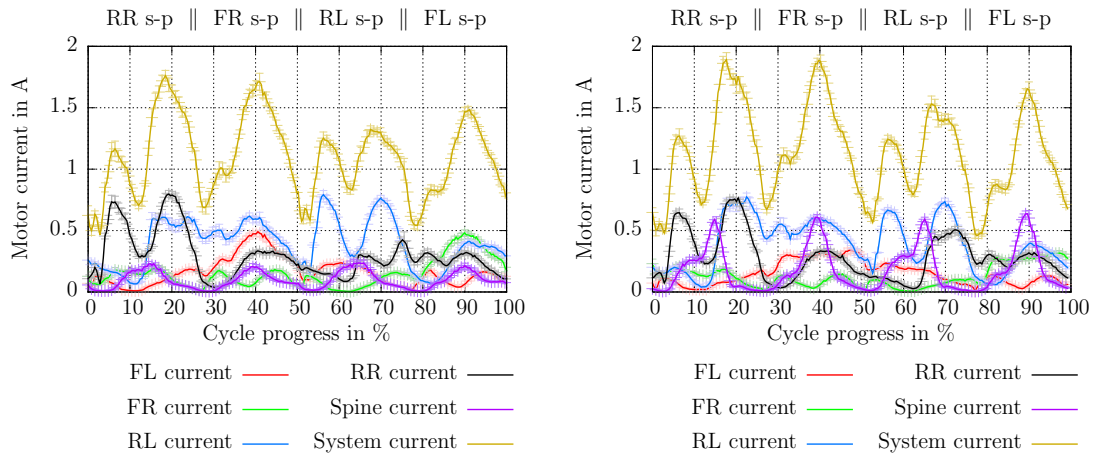 RR s-p ∥ FR s-p ∥ RL s-p ∥ FL s-p
2
1.5
1
0.5
0
Motor current in A
0 10 20 30 40 50 60 70 80 90 100
Cycle progress in %
FL current
RR current
FR current
Spine current
RL current
System current
RR s-p ∥ FR s-p ∥ RL s-p ∥ FL s-p
2
1.5
1
0.5
0
Motor current in A
0 10 20 30 40 50 60 70 80 90 100
Cycle progress in %
FL current
RR current
FR current
Spine current
RL current
System current